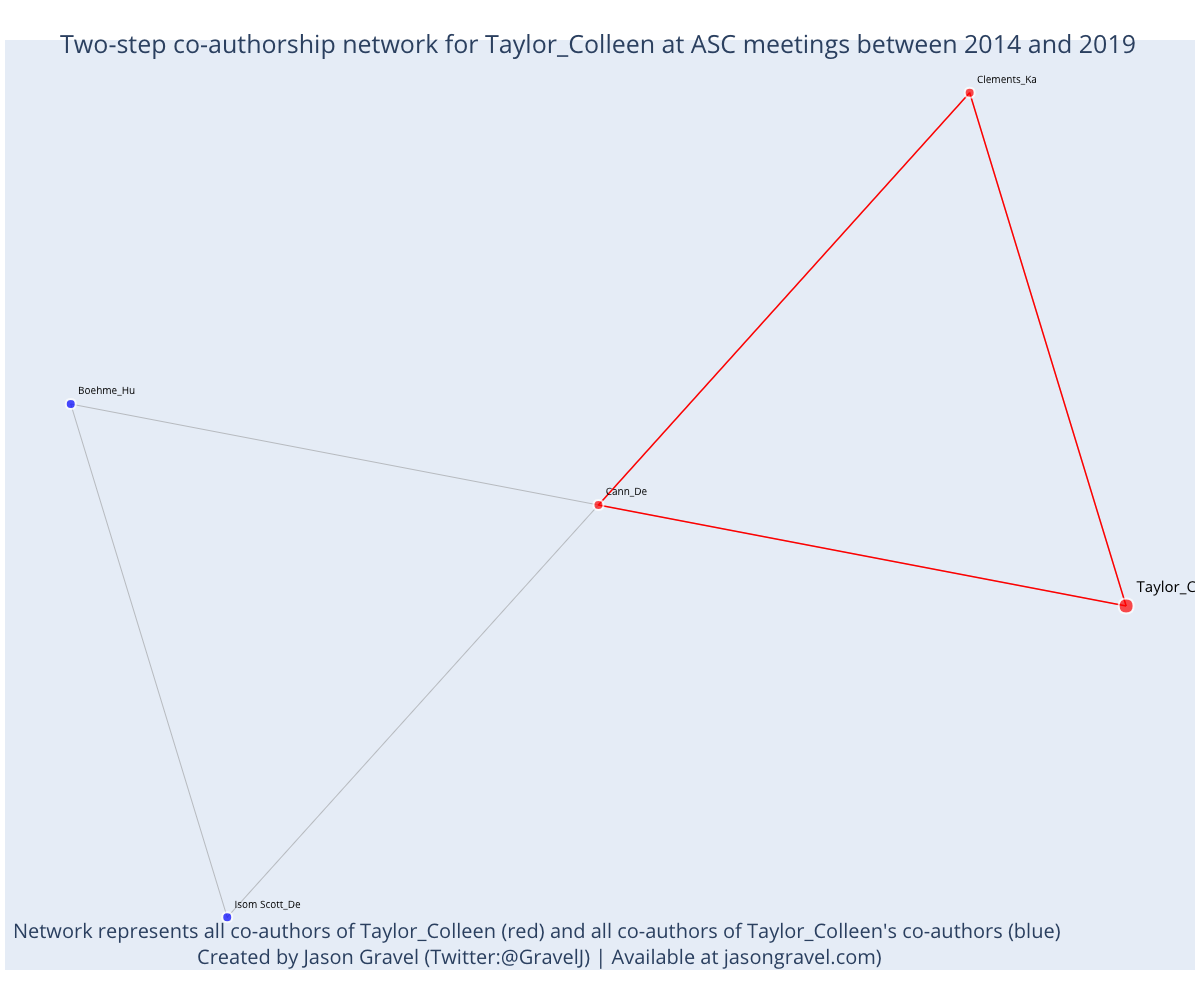 Two-step co-authorship network for Taylor_Colleen at ASC meetings between 2014 and 2019
Clements_Ka
Boehme_Hu
Cann_De
Taylor_C
Isom Scott_De
Network represents all co-authors of Taylor_Colleen (red) and all co-authors of Taylor_Colleen's co-authors (blue)
Created by Jason Gravel (Twitter:@GravelJ) | Available at jasongravel.com)